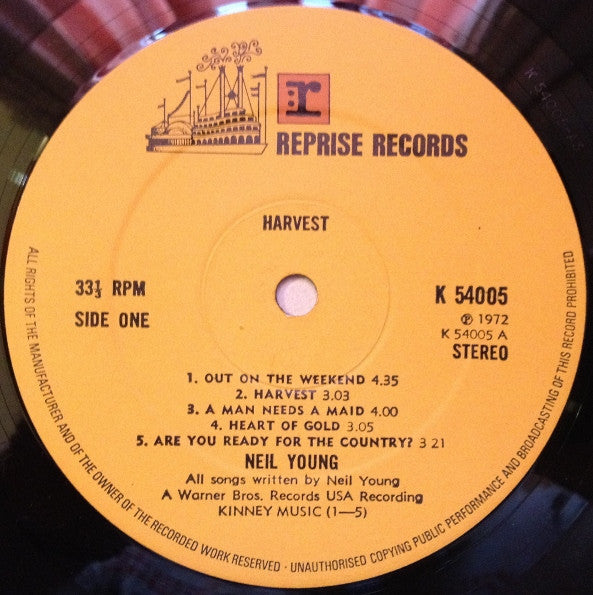 r
REPRISE RECORDS
HARVEST
33⅓ RPM
SIDE ONE
K 54005
℗ 1972
K 54005 A
STEREO
1. OUT ON THE WEEKEND 4.35
2. HARVEST 3.03
3. A MAN NEEDS A MAID 4.00
4. HEART OF GOLD 3.05
5. ARE YOU READY FOR THE COUNTRY? 3 21
NEIL YOUNG
All songs written by Neil Young
A Warner Bros. Records USA Recording
KINNEY MUSIC (1—5)
ALL RIGHTS OF THE MANUFACTURER AND OF THE OWNER OF THE RECORDED WORK RESERVED - UNAUTHORISED COPYING PUBLIC PERFORMANCE AND BROADCASTING OF THIS RECORD PROHIBITED